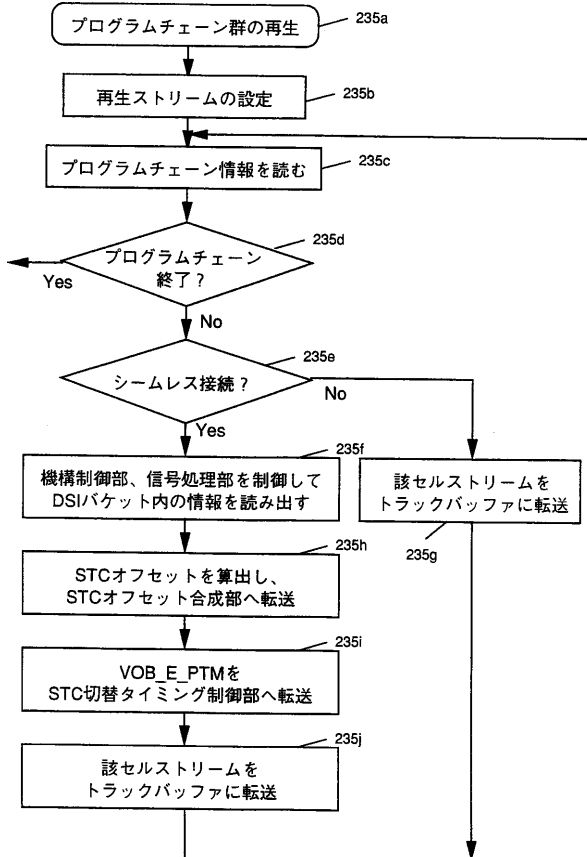 プログラムチェーン群の再生
235a
再生ストリームの設定
235b
プログラムチェーン情報を読む
235c
プログラムチェーン
終了？
235d
Yes
No
シームレス接続？
235e
No
Yes
機構制御部、信号処理部を制御して
DSIパケット内の情報を読み出す
235f
該セルストリームを
トラックバッファに転送
235g
STCオフセットを算出し、
STCオフセット合成部へ転送
235h
VOB_E_PTMを
STC切替タイミング制御部へ転送
235i
該セルストリームを
トラックバッファに転送
235j